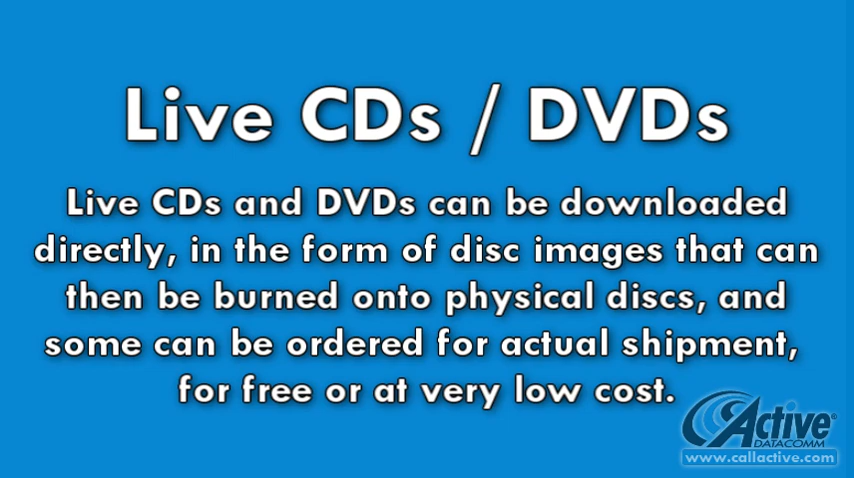 Live CDs / DVDs
Live CDs and DVDs can be downloaded
directly, in the form of disc images that can
then be burned onto physical discs, and
some can be ordered for actual shipment,
for free or at very low cost.
Active®
DATACOMM
www.callactive.com